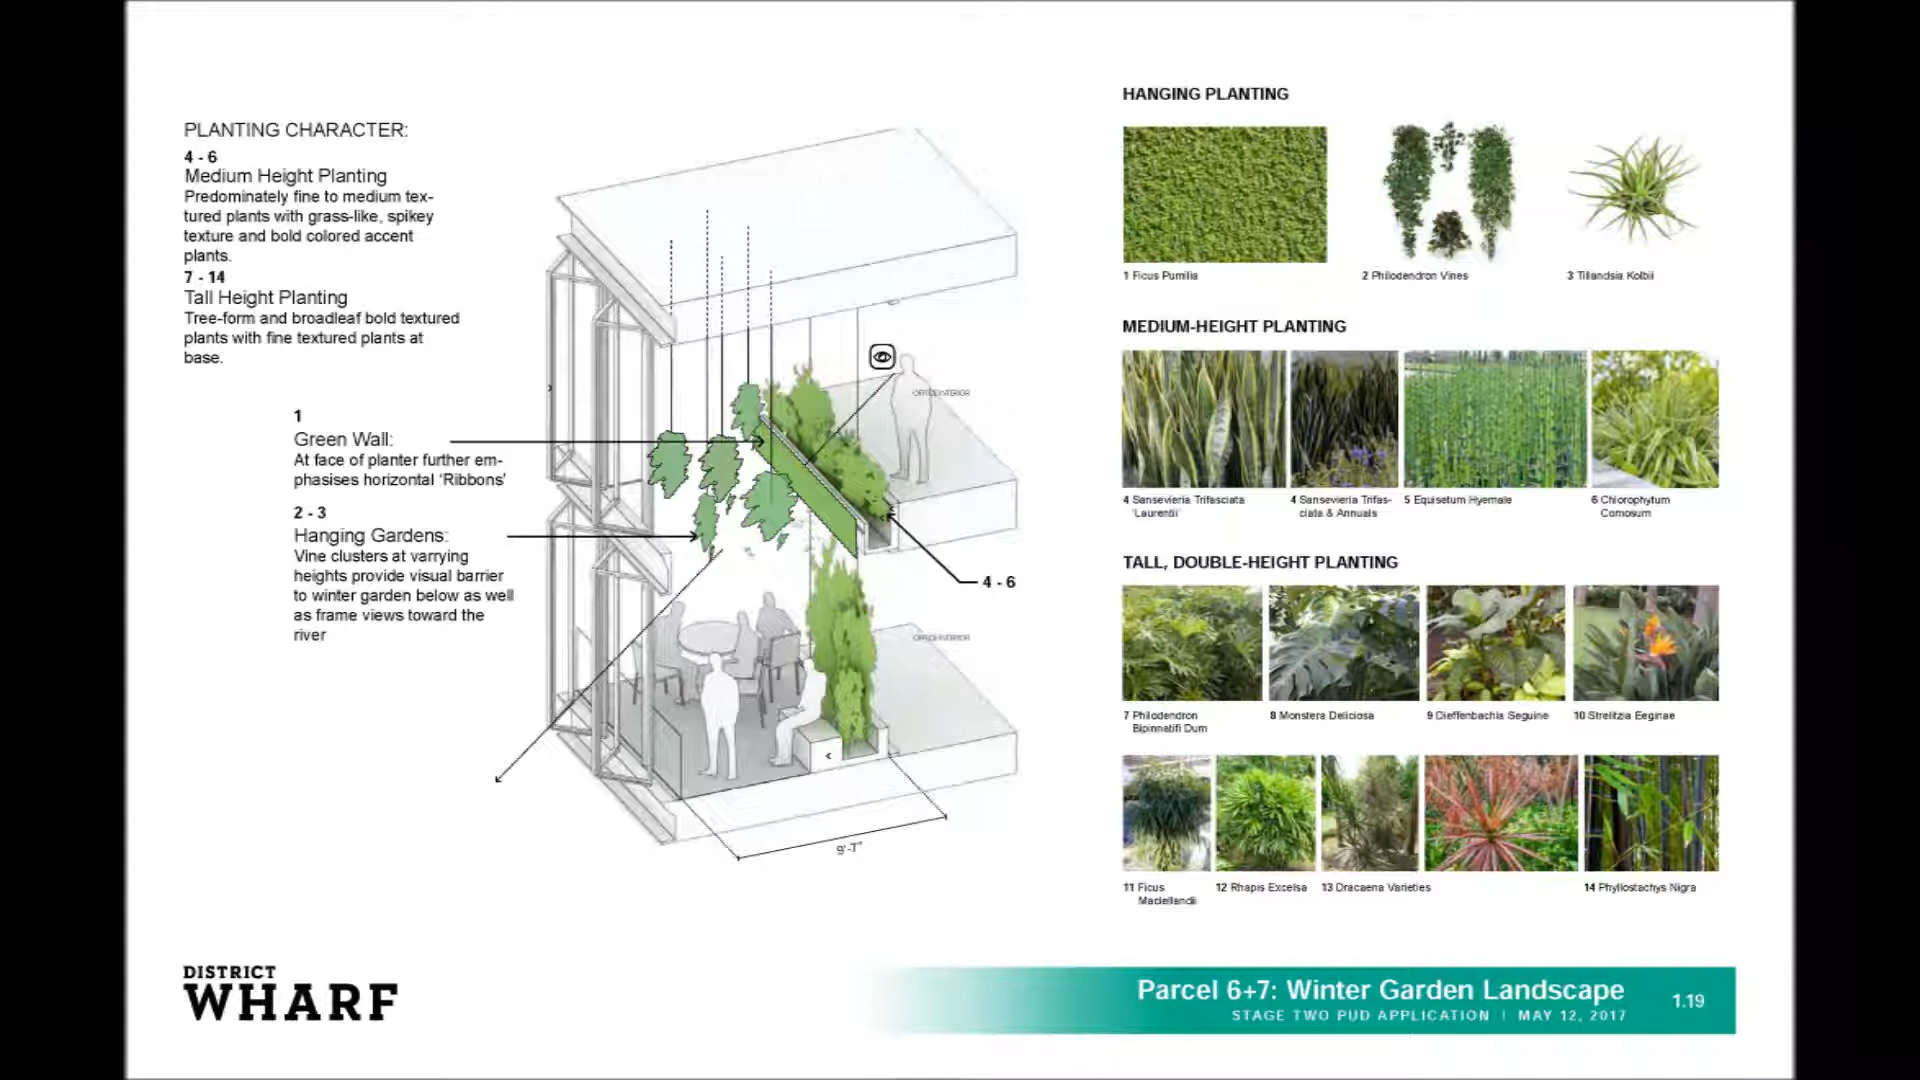 PLANTING CHARACTER:
4 - 6
Medium Height Planting
Predominately fine to medium tex-
tured plants with grass-like, spikey
texture and bold colored accent
plants.
7 - 14
Tall Height Planting
Tree-form and broadleaf bold textured
plants with fine textured plants at
base.
1
Green Wall:
At face of planter further em-
phasises horizontal ‘Ribbons’
2 - 3
Hanging Gardens:
Vine clusters at varrying
heights provide visual barrier
to winter garden below as well
as frame views toward the
river
OFFICE INTERIOR
4 - 6
OFFICE INTERIOR
9'-7"
HANGING PLANTING
1 Ficus Pumilia
2 Philodendron Vines
3 Tillandsia Kolbii
MEDIUM-HEIGHT PLANTING
4 Sansevieria Trifasciata
‘Laurentii’
4 Sansevieria Trifas-
ciata & Annuals
5 Equisetum Hyemale
6 Chlorophytum
Comosum
TALL, DOUBLE-HEIGHT PLANTING
7 Philodendron
Bipinnatifi Dum
8 Monstera Deliciosa
9 Dieffenbachia Seguine
10 Strelitzia Eeginae
11 Ficus
Maclellandii
12 Rhapis Excelsa
13 Dracaena Varieties
14 Phyllostachys Nigra
DISTRICT
WHARF
Parcel 6+7: Winter Garden Landscape
STAGE TWO PUD APPLICATION | MAY 12, 2017
1.19